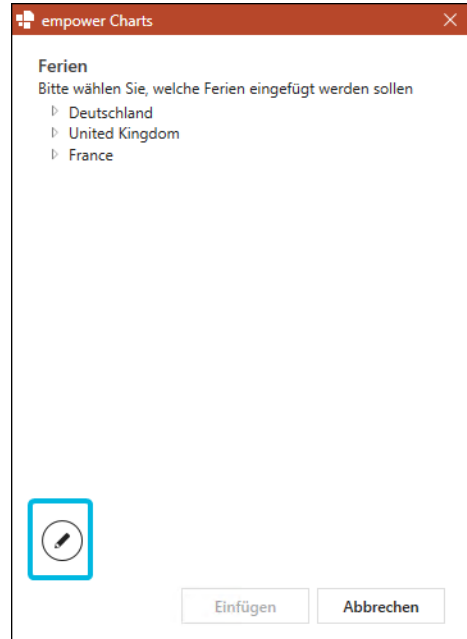 empower Charts
Ferien
Bitte wählen Sie, welche Ferien eingefügt werden sollen
Deutschland
United Kingdom
France
Einfügen Abbrechen